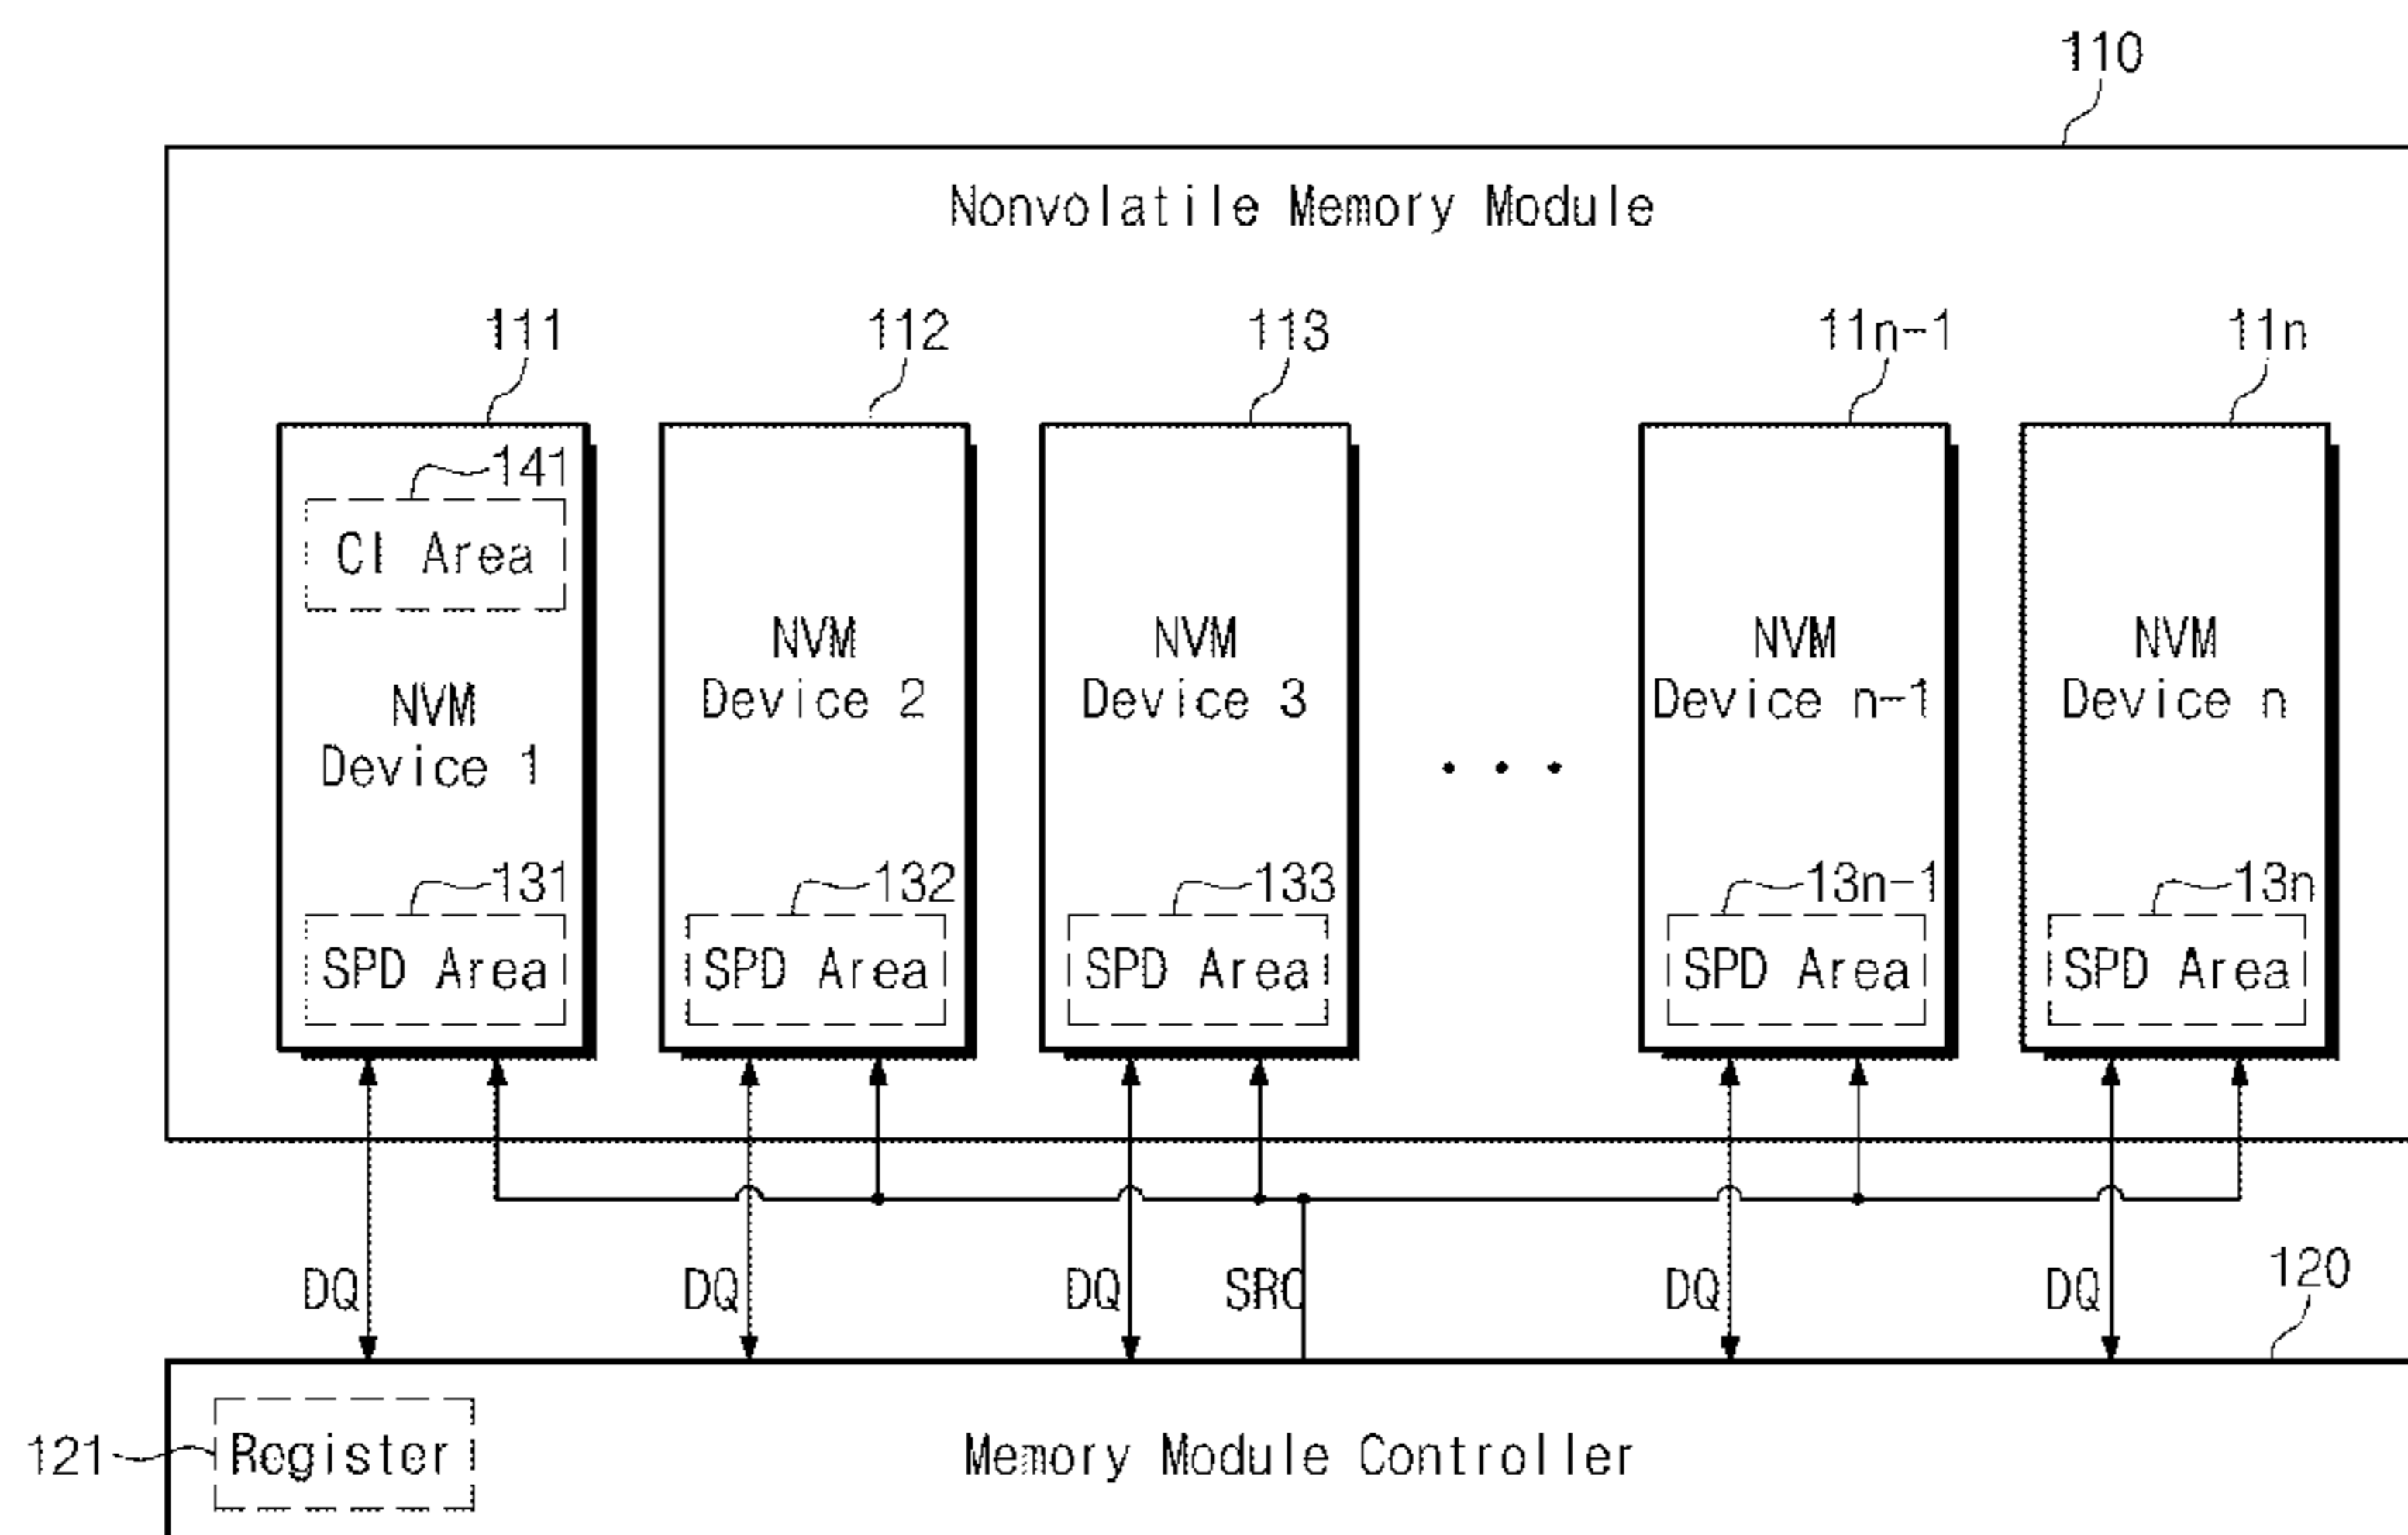 110
Nonvolatile Memory Module
111
112
113
11n-1
11n
141
CI Area
NVM
Device 1
NVM
Device 2
NVM
Device 3
NVM
Device n-1
NVM
Device n
131
132
133
13n-1
13n
SPD Area
SPD Area
SPD Area
SPD Area
SPD Area
DQ
DQ
DQ
SRC
DQ
DQ
120
121
Register
Memory Module Controller